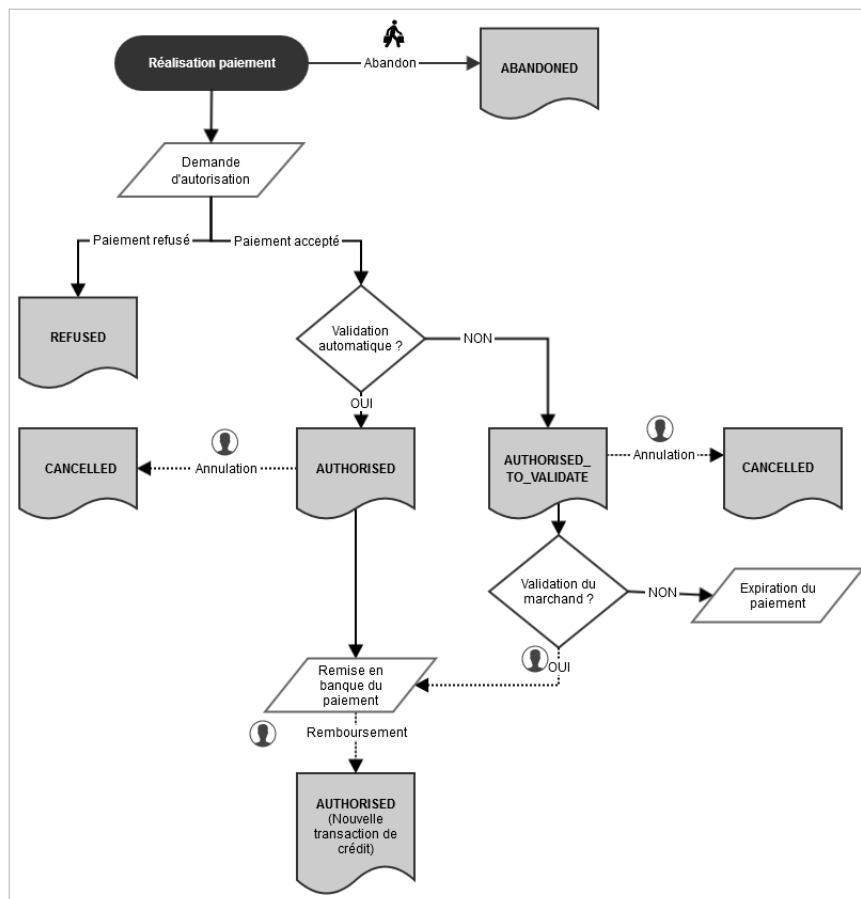 Réalisation paiement
Abandon
ABANDONED
Demande
d'autorisation
Paiement refusé
Paiement accepté
REFUSED
Validation
automatique ?
NON
OUI
CANCELLED
Annulation
AUTHORISED
AUTHORISED_
TO_VALIDATE
Annulation
CANCELLED
Validation du
marchand ?
NON
Expiration du
paiement
OUI
Remise en
banque du
paiement
Remboursement
AUTHORISED
(Nouvelle
transaction de
crédit)